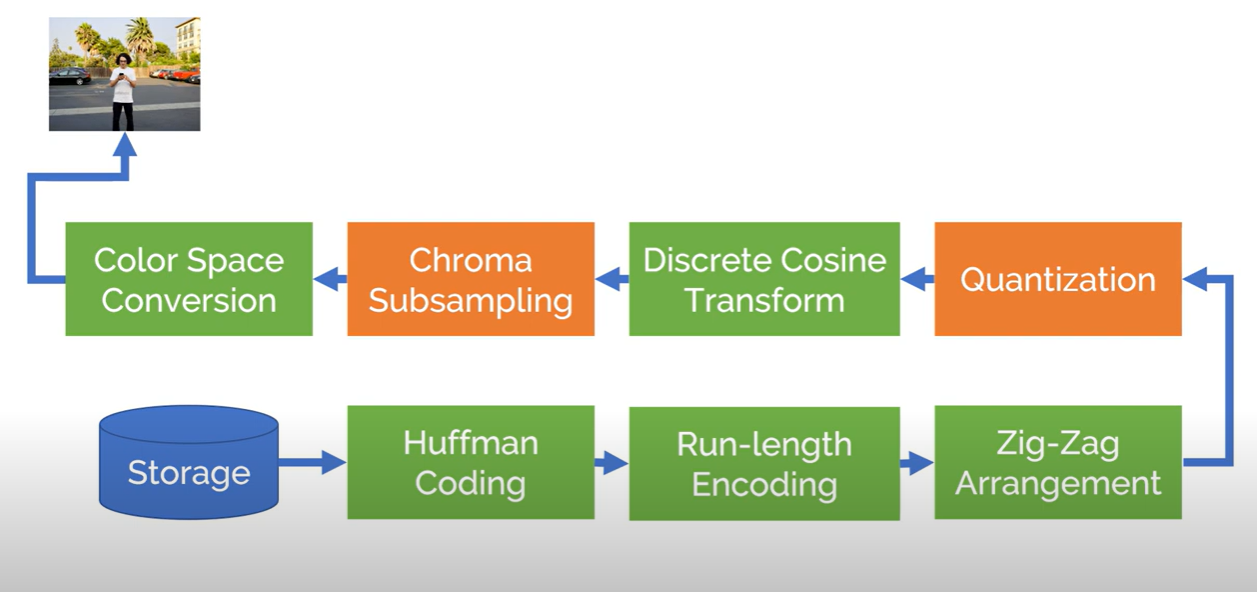 Color Space
Conversion
Chroma
Subsampling
Discrete Cosine
Transform
Quantization
Storage
Huffman
Coding
Run-length
Encoding
Zig-Zag
Arrangement